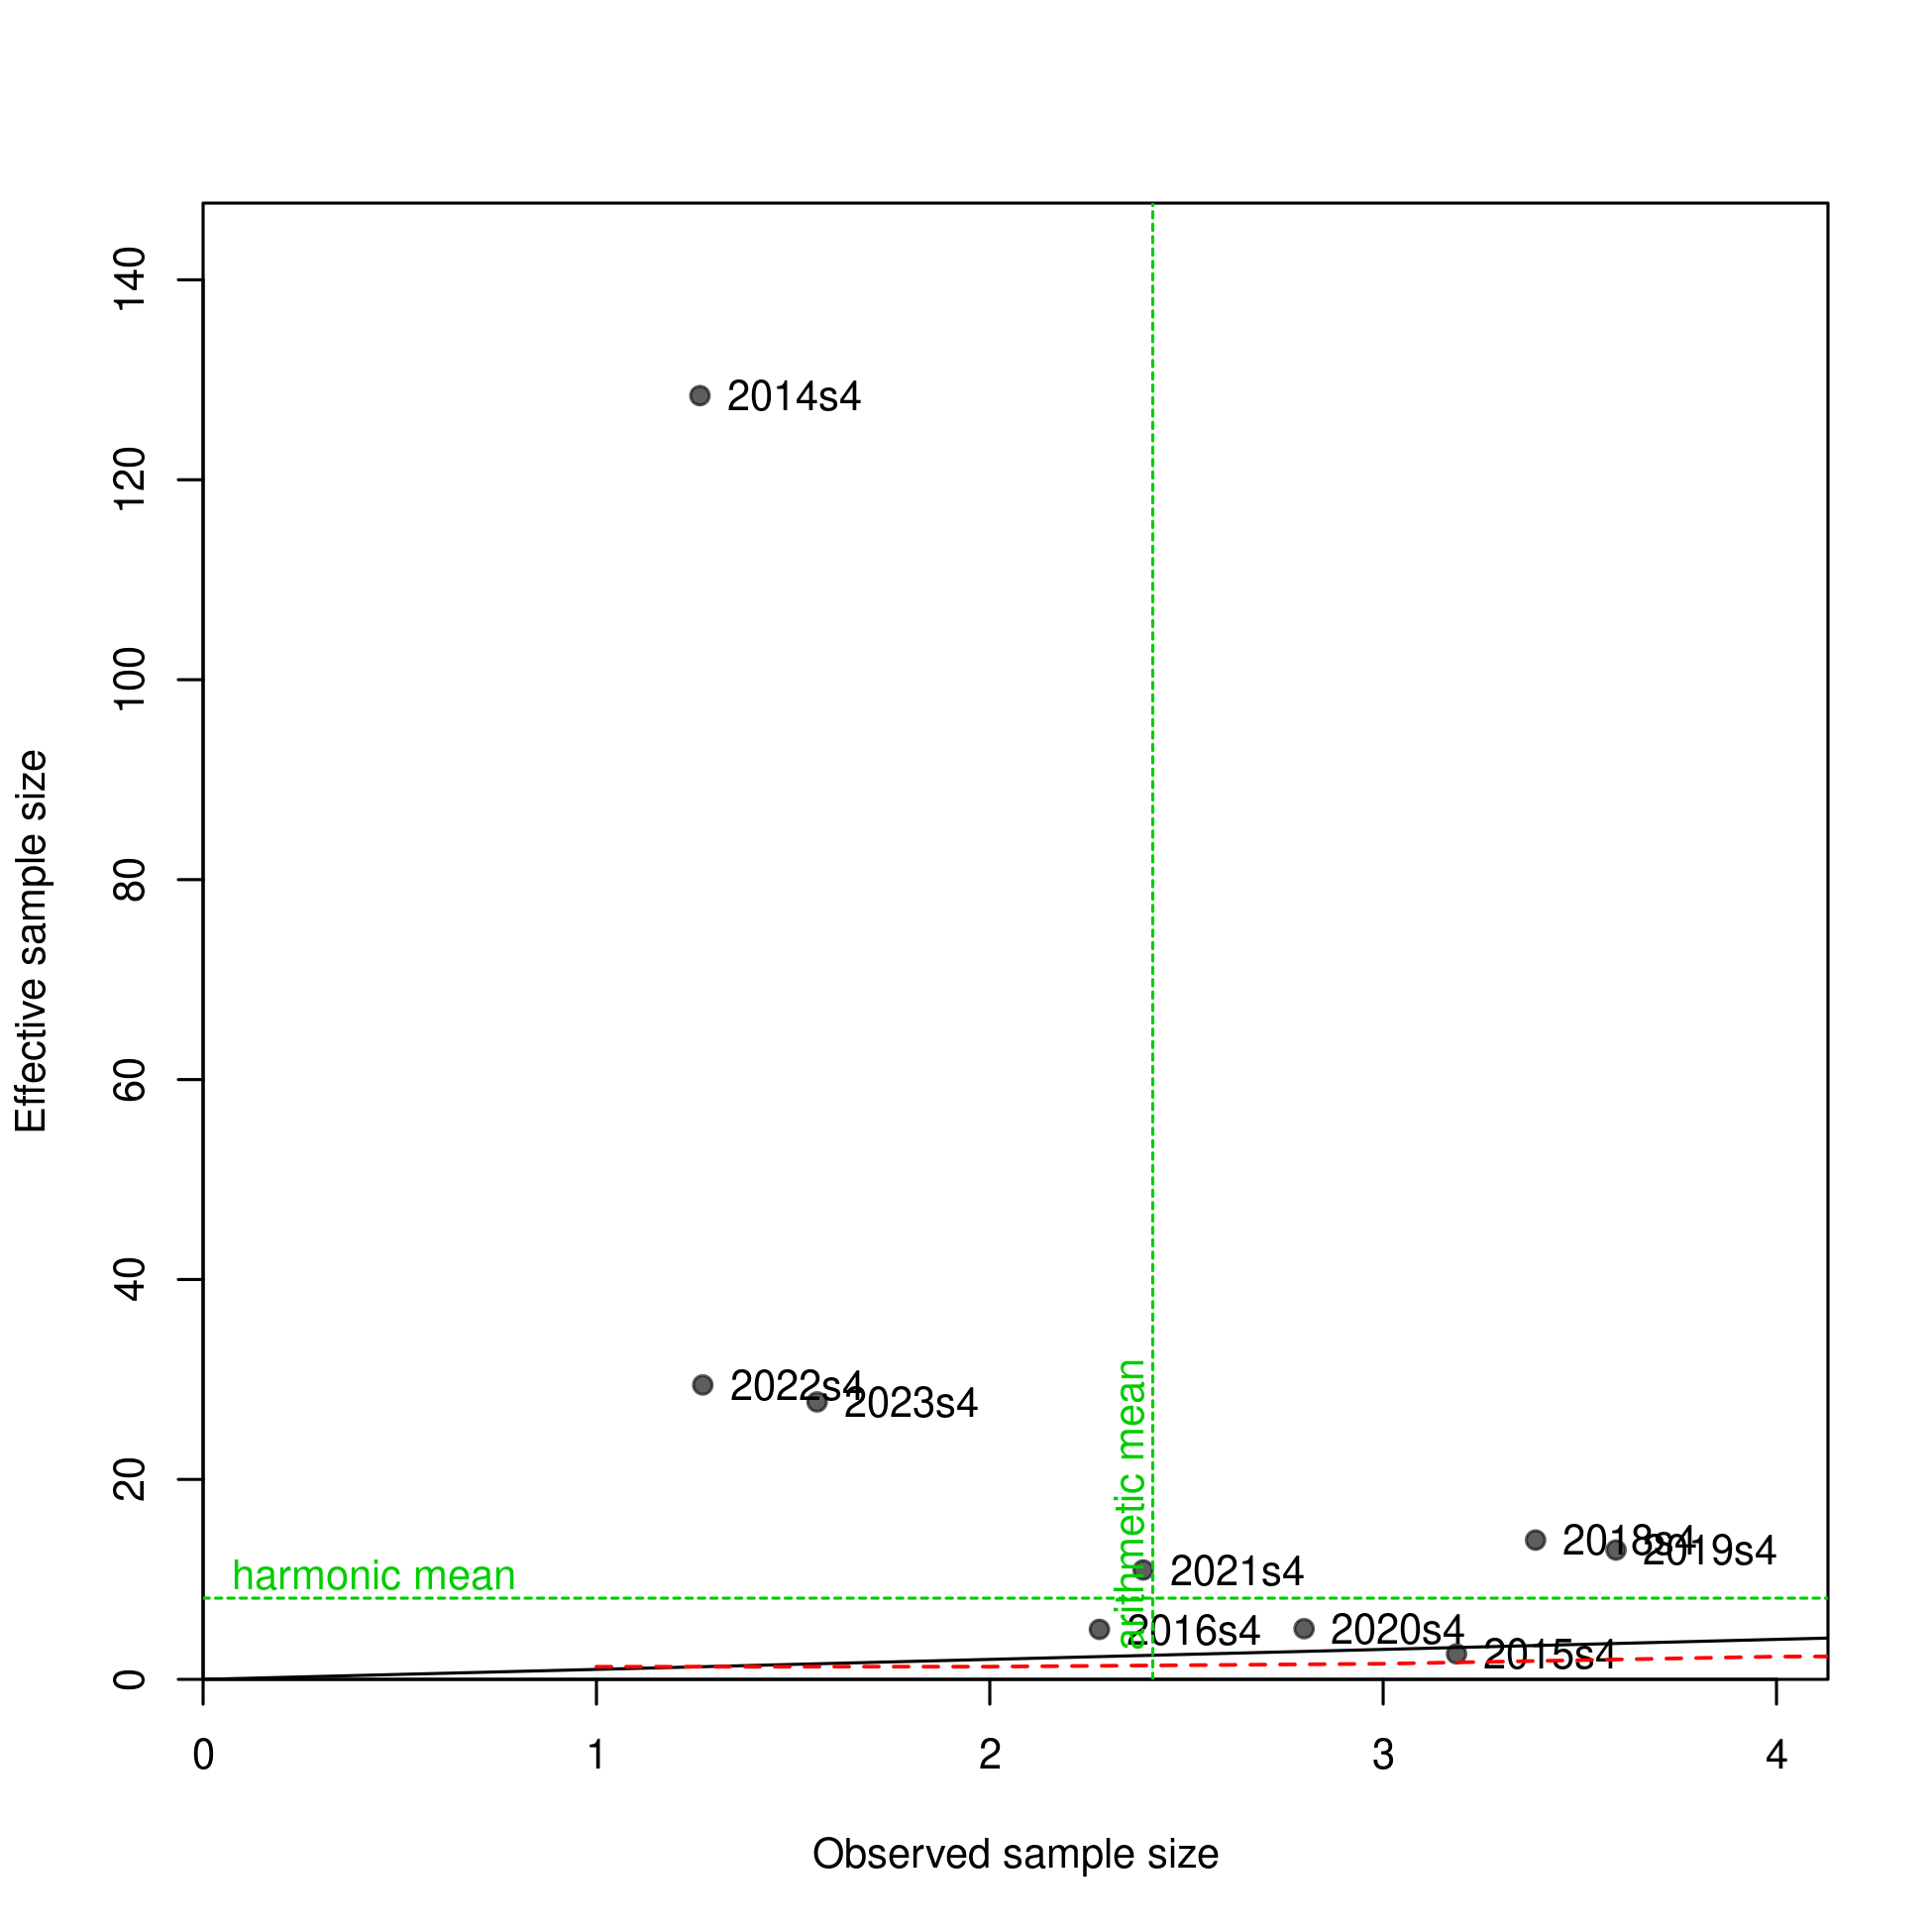 140
120
100
80
60
40
20
0
Effective sample size
2014s4
2022s4
2023s4
arithmetic mean
2018s4
2019s4
2021s4
harmonic mean
2016s4
2020s4
2015s4
0 1 2 3 4
Observed sample size